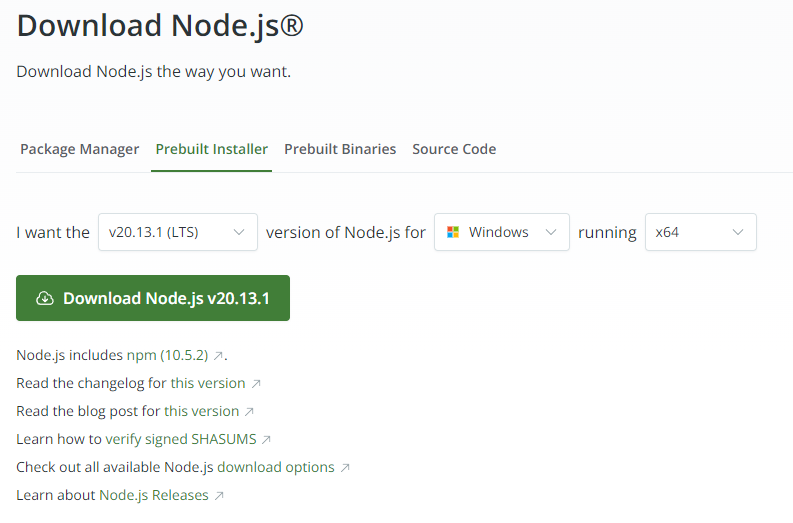 Download Node.js®
Download Node.js the way you want.
Package Manager Prebuilt Installer Prebuilt Binaries Source Code
I want the v20.13.1 (LTS) version of Node.js for Windows running x64
Download Node.js v20.13.1
Node.js includes npm (10.5.2) ↗.
Read the changelog for this version ↗
Read the blog post for this version ↗
Learn how to verify signed SHASUMS ↗
Check out all available Node.js download options ↗
Learn about Node.js Releases ↗